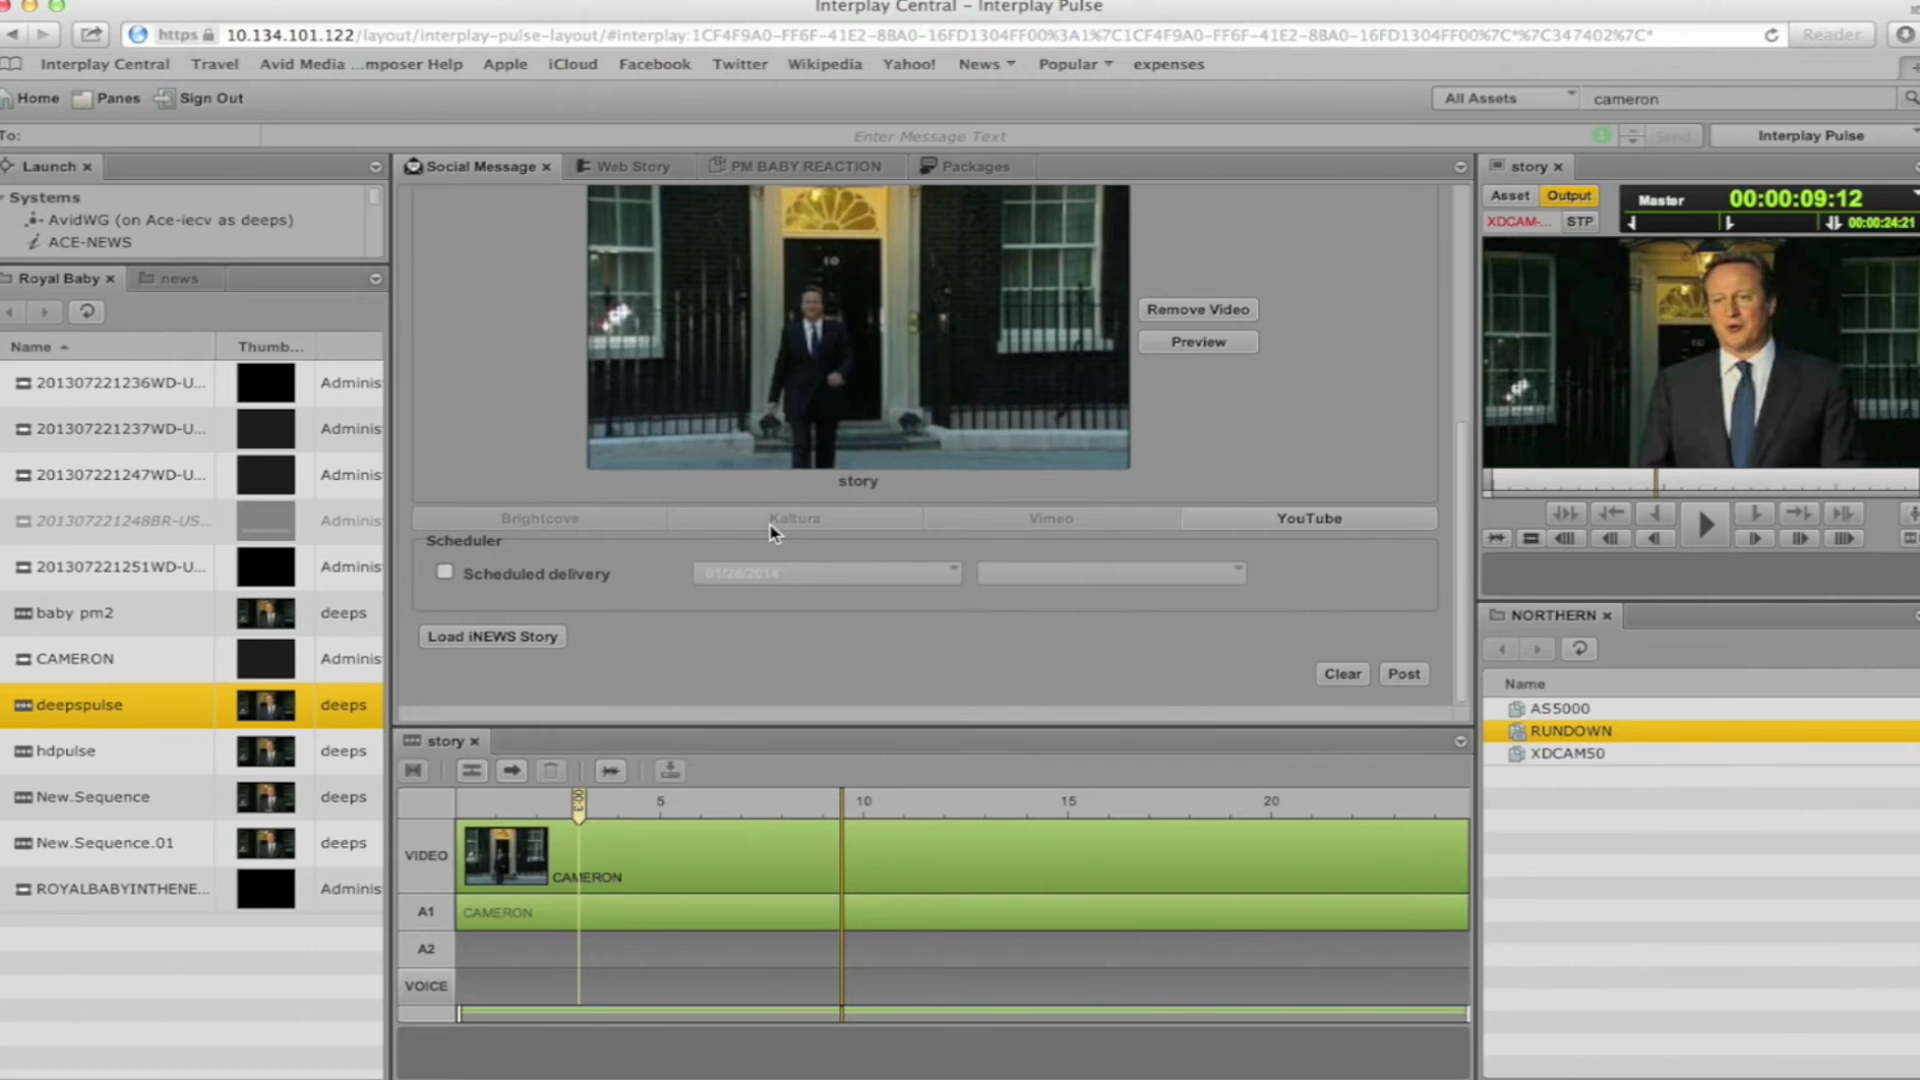 Interplay Central – Interplay Pulse
https 10.134.101.122/layout/interplay-pulse-layout/#interplay:1CF4F9A0-FF6F-41E2-8BA0-16FD1304FF00%3A1%7C1CF4F9A0-FF6F-41E2-8BA0-16FD1304FF00%7C*%7C347402%7C* Reader
Interplay Central Travel Avid Media ...mposer Help Apple iCloud Facebook Twitter Wikipedia Yahoo! News Popular expenses
Home Panes Sign Out All Assets cameron
To: Enter Message Text Send Interplay Pulse
Launch Social Message Web Story PM BABY REACTION Packages story
Systems
AvidWG (on Ace-iecv as deeps)
ACE-NEWS
Asset Output Master 00:00:09:12
XDCAM-... STP 00:00:24:21
Royal Baby news
Name Thumb...
201307221236WD-U... Adminis
201307221237WD-U... Adminis
201307221247WD-U... Adminis
201307221248BR-US... Adminis
201307221251WD-U... Adminis
baby pm2 deeps
CAMERON Adminis
deepspulse deeps
hdpulse deeps
New.Sequence deeps
New.Sequence.01 deeps
ROYALBABYINTHENE... Adminis
10
Remove Video
Preview
story
Brightcove Kaltura Vimeo YouTube
Scheduler
Scheduled delivery 01/28/2014
Load iNEWS Story
Clear Post
story
00:3 5 10 15 20
VIDEO CAMERON
A1 CAMERON
A2
VOICE
NORTHERN
Name
AS5000
RUNDOWN
XDCAM50